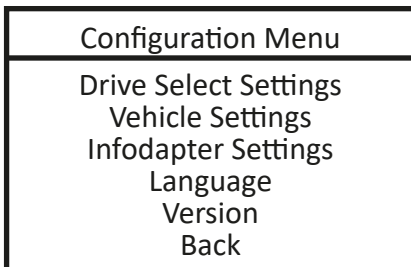 Configuration Menu
Drive Select Settings
Vehicle Settings
Infodapter Settings
Language
Version
Back